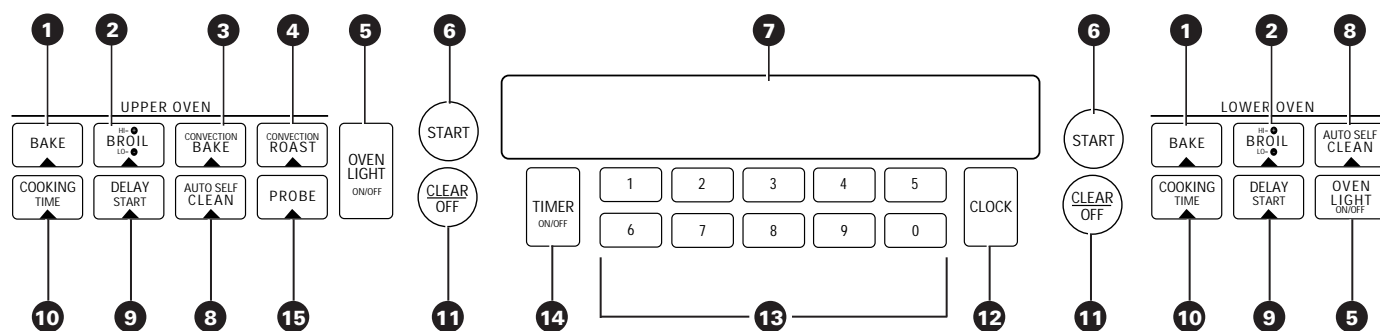 1 2 3 4 5 6 7 6 1 2 8
UPPER OVEN LOWER OVEN
BAKE
HI– +
BROIL
LO– –
CONVECTION
BAKE
CONVECTION
ROAST
OVEN
LIGHT
ON/OFF
START
START
BAKE
HI– +
BROIL
LO– –
AUTO SELF
CLEAN
COOKING
TIME
DELAY
START
AUTO SELF
CLEAN
PROBE
CLEAR
OFF
TIMER
ON/OFF
1 2 3 4 5
6 7 8 9 0
CLOCK
CLEAR
OFF
COOKING
TIME
DELAY
START
OVEN
LIGHT
ON/OFF
10 9 8 15 11 14 13 12 11 10 9 5